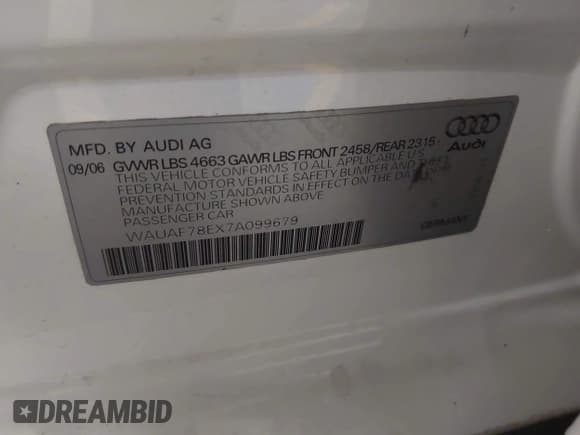 MFD. BY AUDI AG
09/06 GVWR LBS 4663 GAWR LBS FRONT 2458/REAR 2315-
THIS VEHICLE CONFORMS TO ALL APPLICABLE U.S.
FEDERAL MOTOR VEHICLE SAFETY BUMPER AND THEFT
PREVENTION STANDARDS IN EFFECT ON THE DATE OF
MANUFACTURE SHOWN ABOVE
PASSENGER CAR
WAUAF78EX7A099679
Audi
DREAMBID